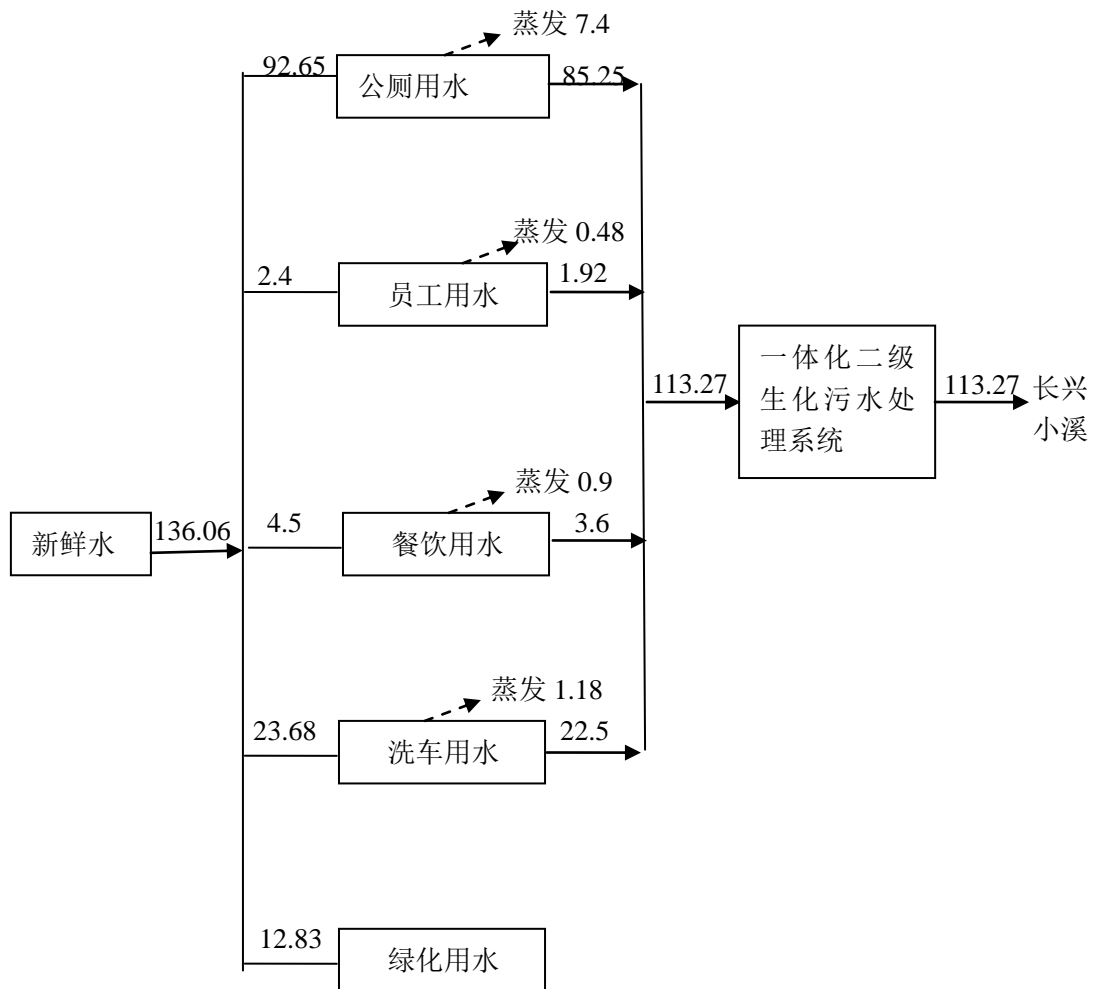 蒸发 7.4
92.65
公厕用水
85.25
蒸发 0.48
2.4
员工用水
1.92
113.27
一体化二级
生化污水处
理系统
113.27
长兴
小溪
新鲜水
136.06
蒸发 0.9
4.5
餐饮用水
3.6
蒸发 1.18
23.68
洗车用水
22.5
12.83
绿化用水